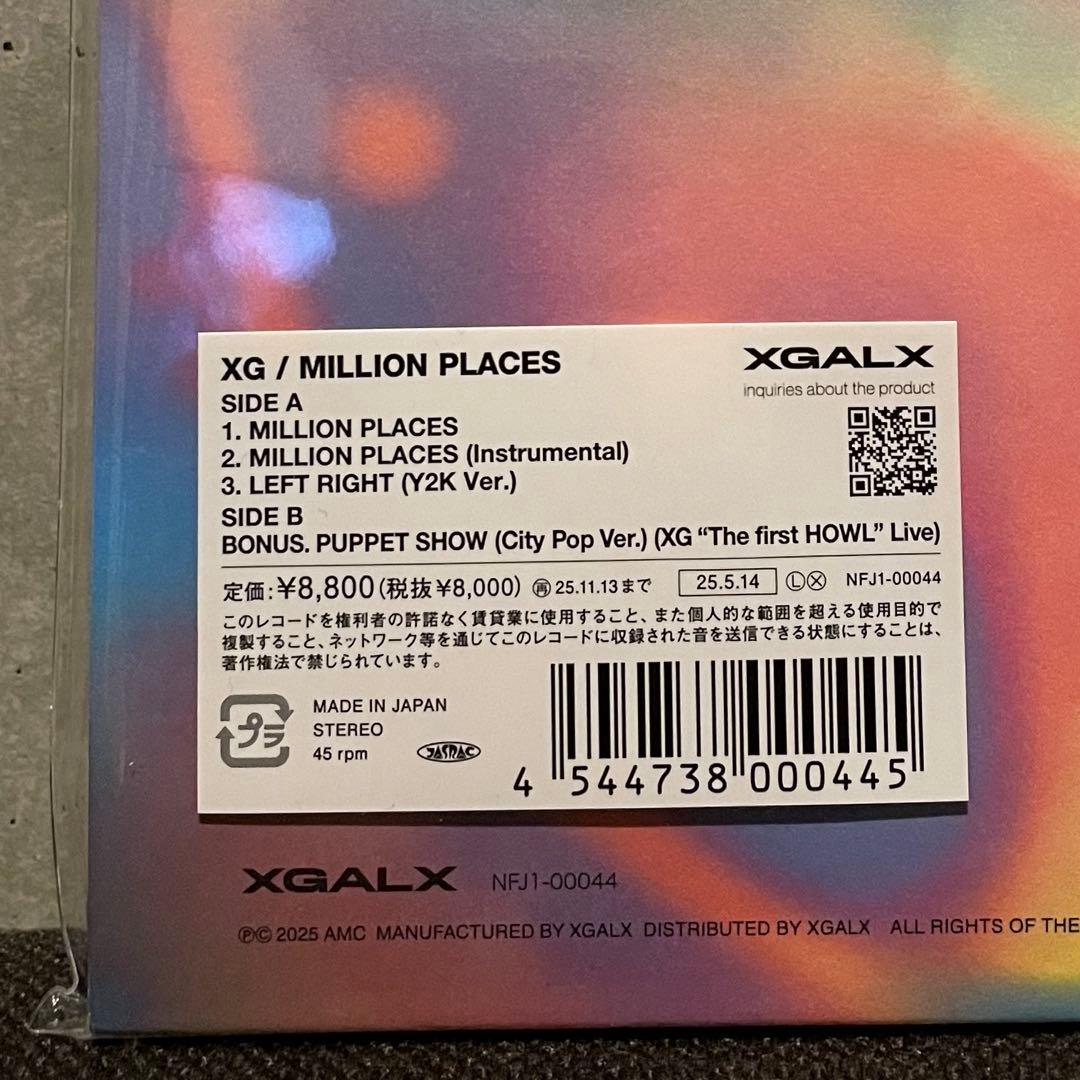 XG / MILLION PLACES
XGALX
inquiries about the product
SIDE A
1. MILLION PLACES
2. MILLION PLACES (Instrumental)
3. LEFT RIGHT (Y2K Ver.)
SIDE B
BONUS. PUPPET SHOW (City Pop Ver.) (XG “The first HOWL” Live)
定価:¥8,800(税抜¥8,000) ㊢25.11.13まで 25.5.14 Ⓛ🅧 NFJ1-00044
このレコードを権利者の許諾なく賃貸業に使用すること、また個人的な範囲を超える使用目的で
複製すること、ネットワーク等を通じてこのレコードに収録された音を送信できる状態にすることは、
著作権法で禁じられています。
プラ
MADE IN JAPAN
STEREO
45 rpm
JASRAC
4 544738 000445
XGALX NFJ1-00044
℗© 2025 AMC MANUFACTURED BY XGALX DISTRIBUTED BY XGALX ALL RIGHTS OF THE